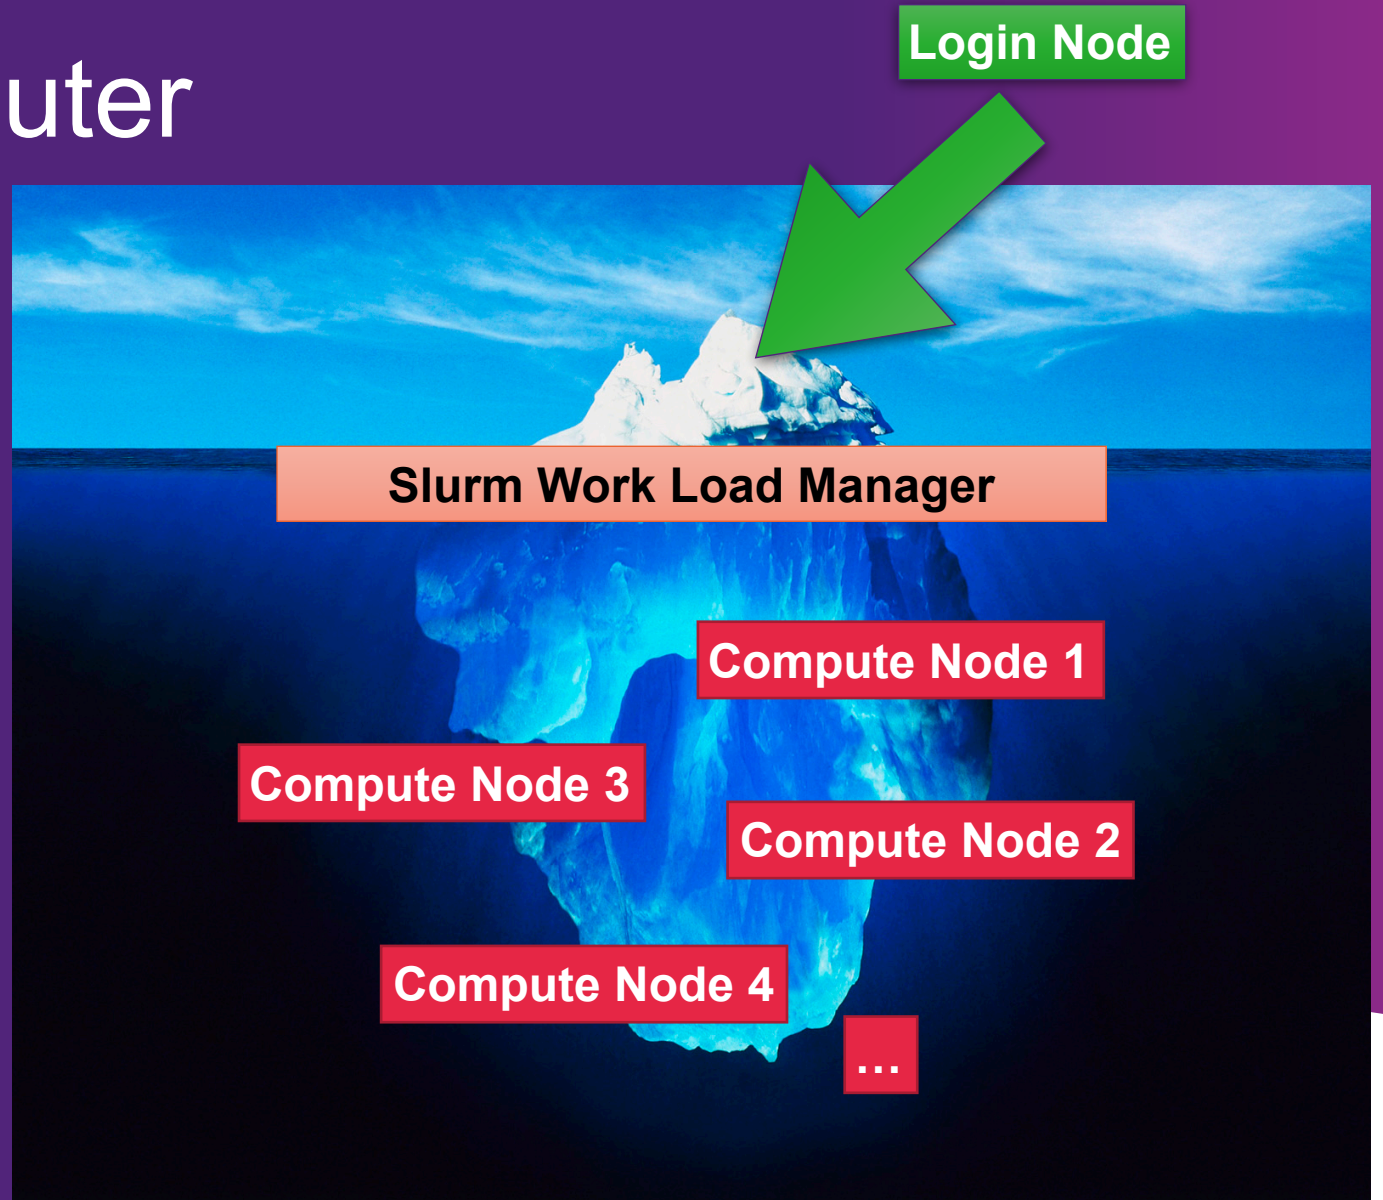 Login Node
uter
Slurm Work Load Manager
Compute Node 1
Compute Node 3
Compute Node 2
Compute Node 4
...